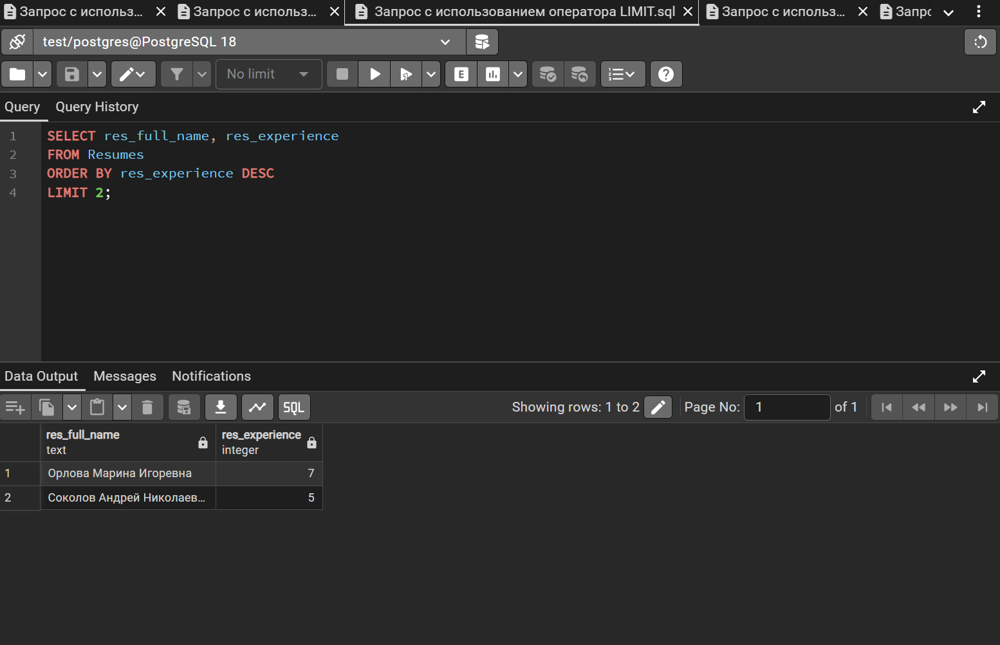 Запрос с использ...
Запрос с использ...
Запрос с использованием оператора LIMIT.sql
Запрос с использ...
Запрс
test/postgres@PostgreSQL 18
No limit
E
Query
Query History
1 SELECT res_full_name, res_experience
2 FROM Resumes
3 ORDER BY res_experience DESC
4 LIMIT 2;
Data Output
Messages
Notifications
SQL
Showing rows: 1 to 2
Page No: 1 of 1
res_full_name
text
res_experience
integer
1 Орлова Марина Игоревна 7
2 Соколов Андрей Николаев... 5